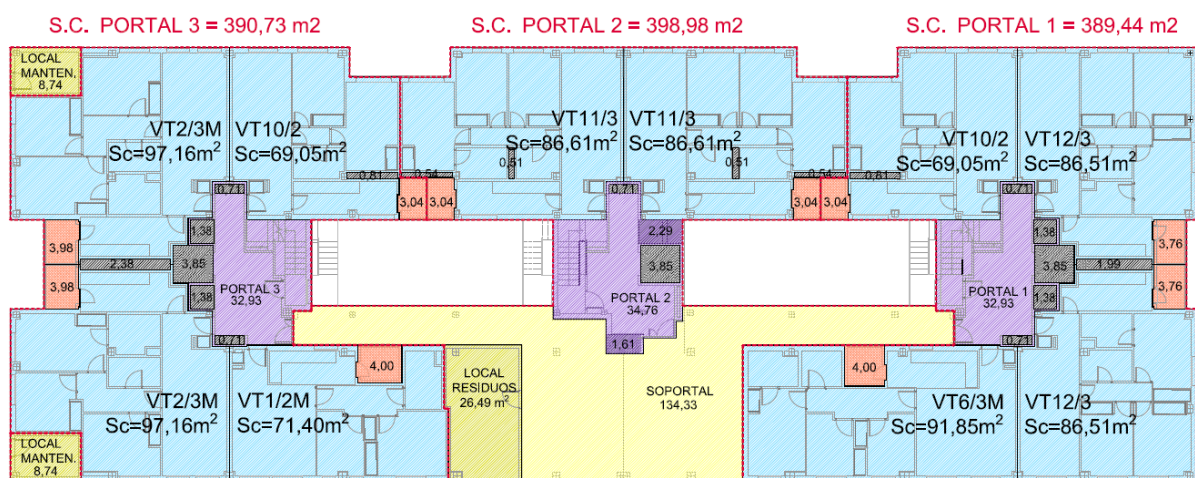 S.C. PORTAL 3 = 390,73 m2
S.C. PORTAL 2 = 398,98 m2
S.C. PORTAL 1 = 389,44 m2
LOCAL
MANTEN.
8,74
VT2/3M
Sc=97,16m²
VT10/2
Sc=69,05m²
VT11/3
Sc=86,61m²
VT11/3
Sc=86,61m²
VT10/2
Sc=69,05m²
VT12/3
Sc=86,51m²
0,51
0,51
0,81
0,54
0,54
0,81
0,71
3,04
3,04
0,71
3,04
3,04
0,71
3,98
3,98
2,38
1,38
3,85
1,38
PORTAL 3
32,93
0,71
2,29
3,85
PORTAL 2
34,76
1,61
PORTAL 1
32,93
1,38
3,85
1,38
1,99
3,76
3,76
0,71
4,00
LOCAL
RESIDUOS
26,49 m²
SOPORTAL
134,33
4,00
VT2/3M
Sc=97,16m²
VT1/2M
Sc=71,40m²
VT6/3M
Sc=91,85m²
VT12/3
Sc=86,51m²
LOCAL
MANTEN.
8,74